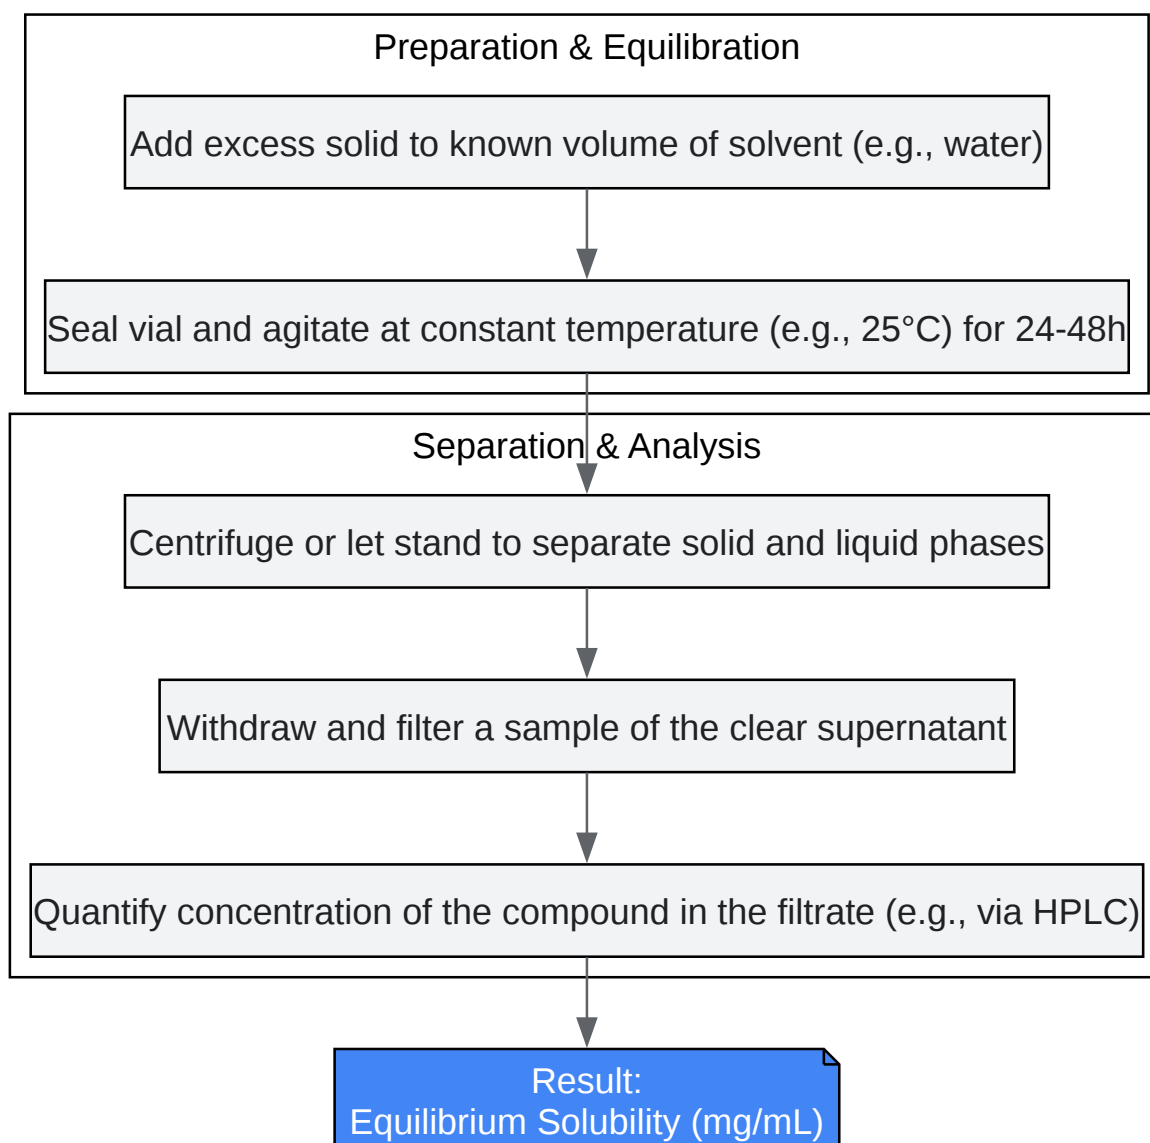 Preparation & Equilibration
Add excess solid to known volume of solvent (e.g., water)
Seal vial and agitate at constant temperature (e.g., 25°C) for 24-48h
Separation & Analysis
Centrifuge or let stand to separate solid and liquid phases
Withdraw and filter a sample of the clear supernatant
Quantify concentration of the compound in the filtrate (e.g., via HPLC)
Result:
Equilibrium Solubility (mg/mL)